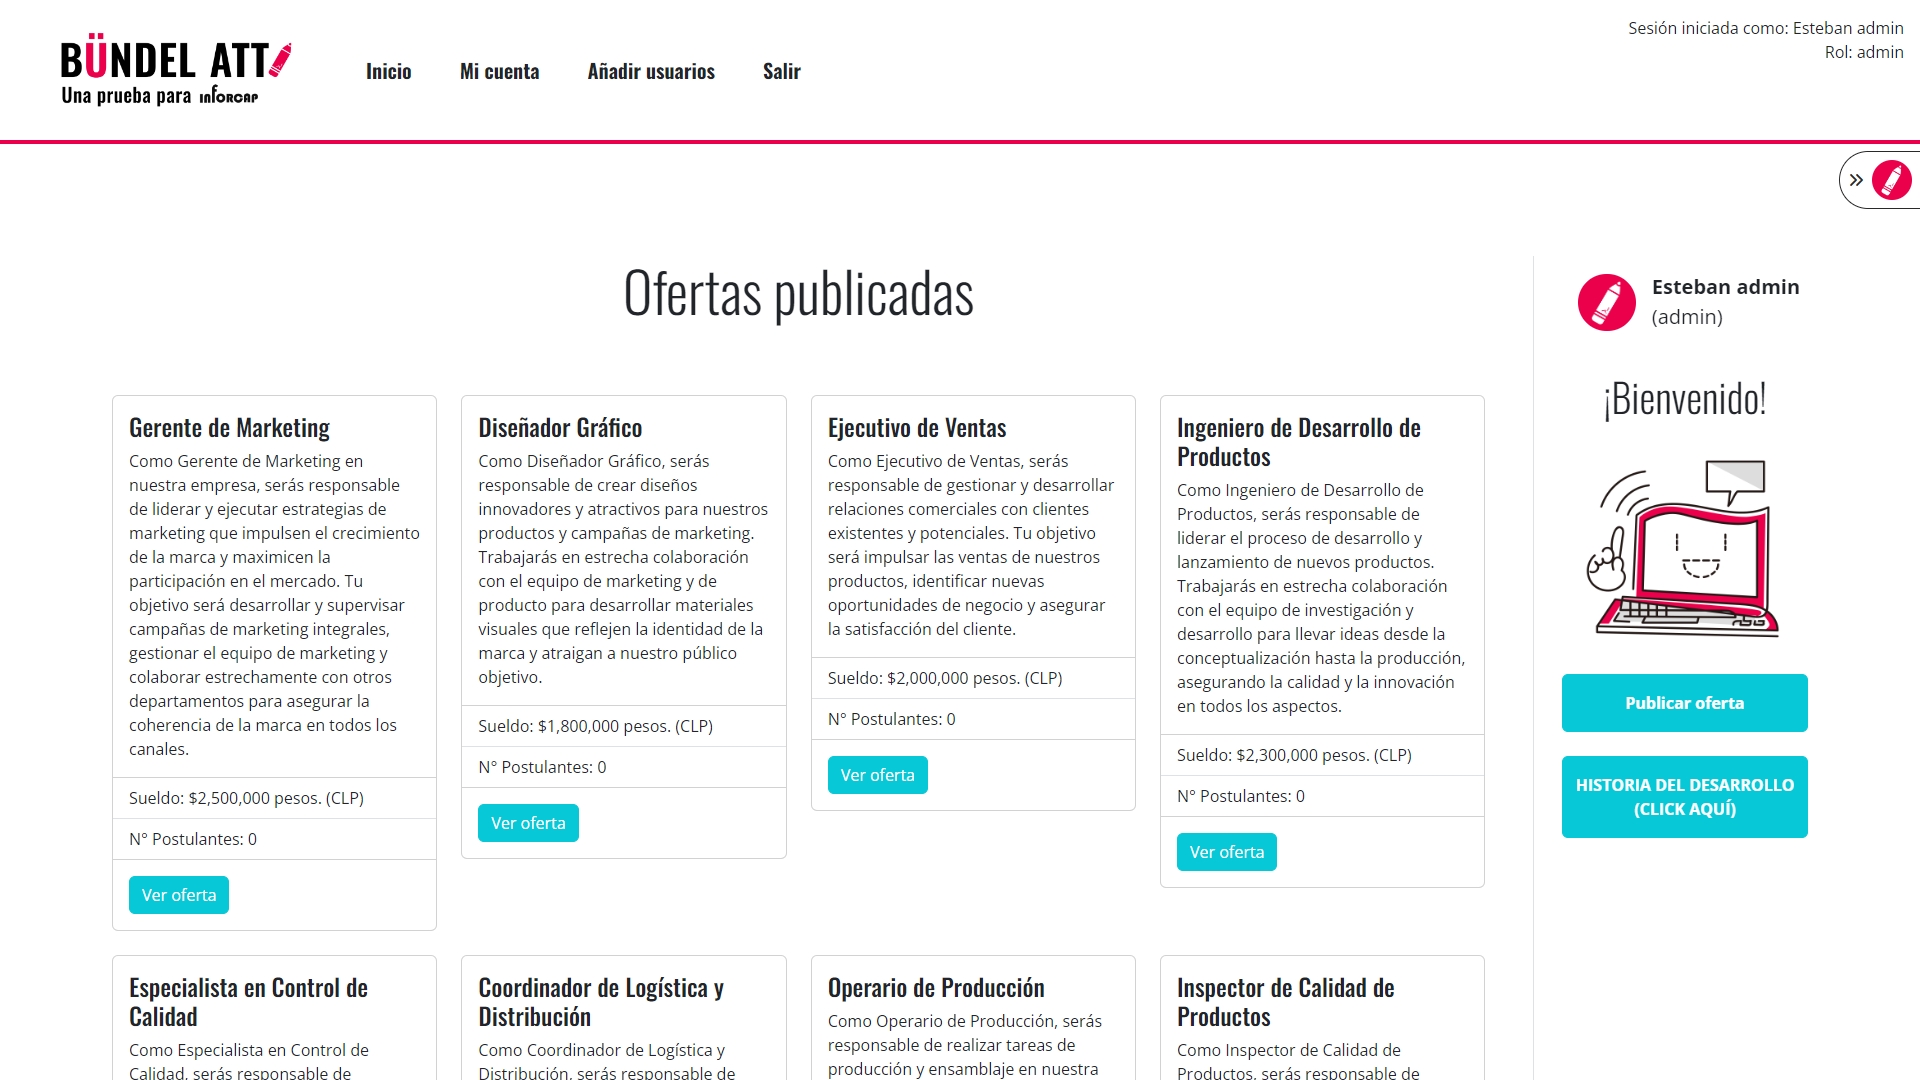 BÜNDEL ATT
Una prueba para INFORCAP
Inicio
Mi cuenta
Añadir usuarios
Salir
Sesión iniciada como: Esteban admin
Rol: admin
Ofertas publicadas
Gerente de Marketing
Como Gerente de Marketing en
nuestra empresa, serás responsable
de liderar y ejecutar estrategias de
marketing que impulsen el crecimiento
de la marca y maximicen la
participación en el mercado. Tu
objetivo será desarrollar y supervisar
campañas de marketing integrales,
gestionar el equipo de marketing y
colaborar estrechamente con otros
departamentos para asegurar la
coherencia de la marca en todos los
canales.
Sueldo: $2,500,000 pesos. (CLP)
N° Postulantes: 0
Ver oferta
Diseñador Gráfico
Como Diseñador Gráfico, serás
responsable de crear diseños
innovadores y atractivos para nuestros
productos y campañas de marketing.
Trabajarás en estrecha colaboración
con el equipo de marketing y de
producto para desarrollar materiales
visuales que reflejen la identidad de la
marca y atraigan a nuestro público
objetivo.
Sueldo: $1,800,000 pesos. (CLP)
N° Postulantes: 0
Ver oferta
Ejecutivo de Ventas
Como Ejecutivo de Ventas, serás
responsable de gestionar y desarrollar
relaciones comerciales con clientes
existentes y potenciales. Tu objetivo
será impulsar las ventas de nuestros
productos, identificar nuevas
oportunidades de negocio y asegurar
la satisfacción del cliente.
Sueldo: $2,000,000 pesos. (CLP)
N° Postulantes: 0
Ver oferta
Ingeniero de Desarrollo de
Productos
Como Ingeniero de Desarrollo de
Productos, serás responsable de
liderar el proceso de desarrollo y
lanzamiento de nuevos productos.
Trabajarás en estrecha colaboración
con el equipo de investigación y
desarrollo para llevar ideas desde la
conceptualización hasta la producción,
asegurando la calidad y la innovación
en todos los aspectos.
Sueldo: $2,300,000 pesos. (CLP)
N° Postulantes: 0
Ver oferta
Especialista en Control de
Calidad
Como Especialista en Control de
Calidad, serás responsable de
Coordinador de Logística y
Distribución
Como Coordinador de Logística y
Distribución, serás responsable de
Operario de Producción
Como Operario de Producción, serás
responsable de realizar tareas de
producción y ensamblaje en nuestra
Inspector de Calidad de
Productos
Como Inspector de Calidad de
Productos, serás responsable de
Esteban admin
(admin)
¡Bienvenido!
Publicar oferta
HISTORIA DEL DESARROLLO
(CLICK AQUÍ)